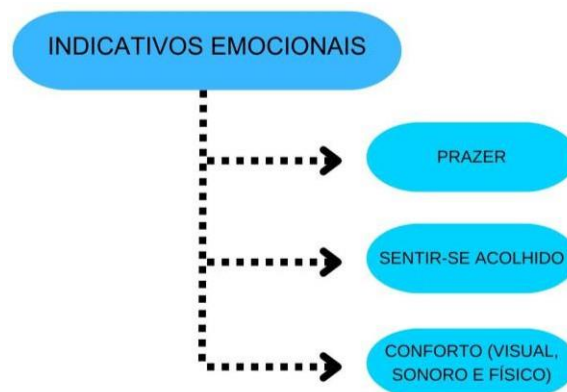 INDICATIVOS EMOCIONAIS
PRAZER
SENTIR-SE ACOLHIDO
CONFORTO (VISUAL,
SONORO E FÍSICO)